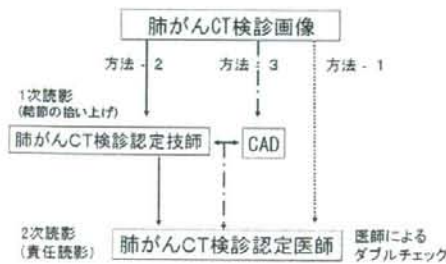 肺がんCT検診画像
方法 - 2
方法 - 3
方法 - 1
1次読影
(結節の拾い上げ)
肺がんCT検診認定技師
CAD
2次読影
(責任読影)
肺がんCT検診認定医師
医師による
ダブルチェック